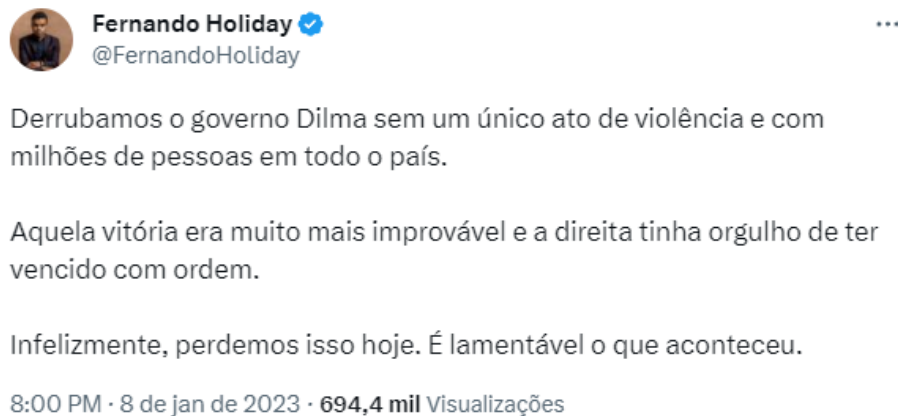 Fernando Holiday
@FernandoHoliday
Derrubamos o governo Dilma sem um único ato de violência e com
milhões de pessoas em todo o país.
Aquela vitória era muito mais improvável e a direita tinha orgulho de ter
vencido com ordem.
Infelizmente, perdemos isso hoje. É lamentável o que aconteceu.
8:00 PM · 8 de jan de 2023 · 694,4 mil Visualizações